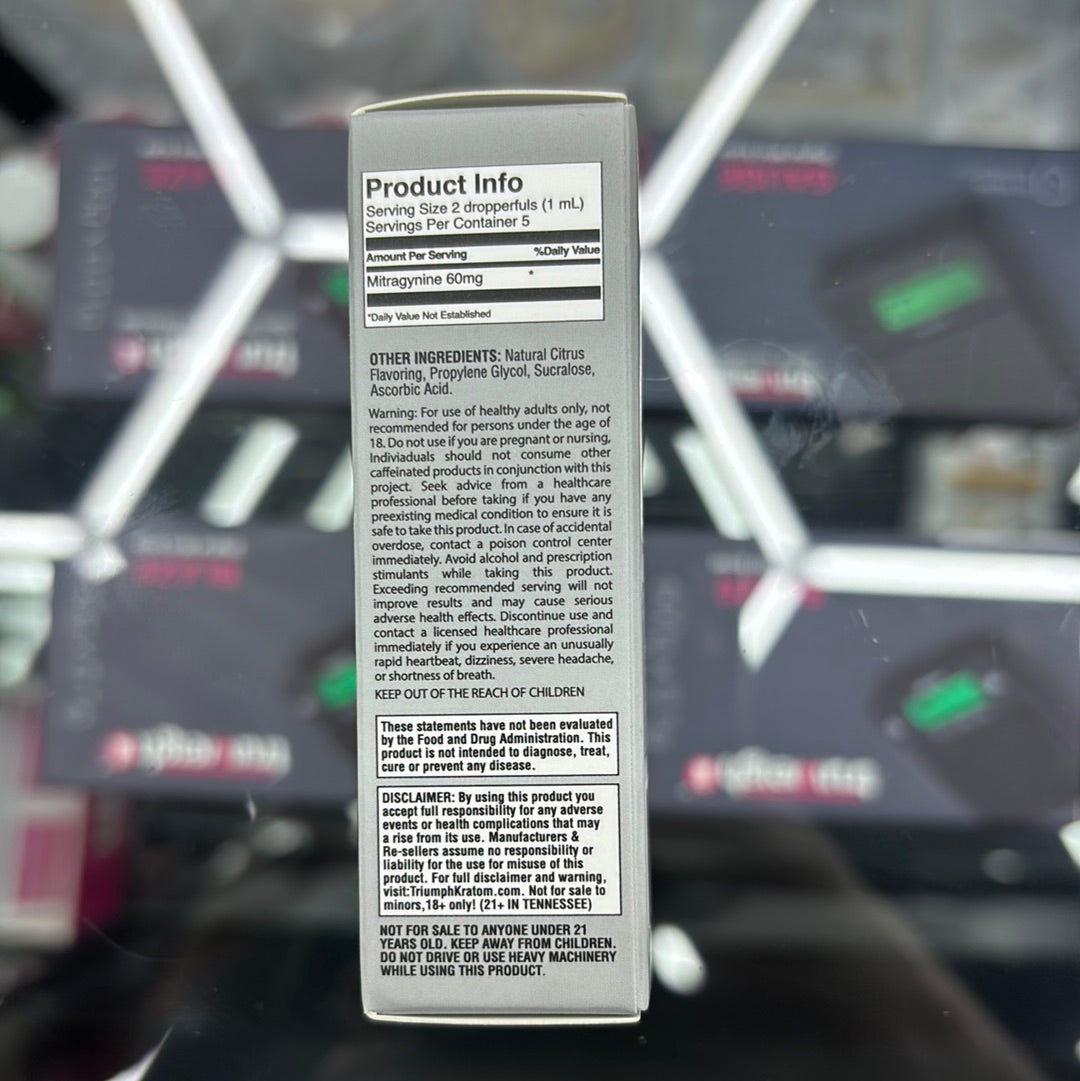 Product Info
Serving Size 2 dropperfuls (1 mL)
Servings Per Container 5
Amount Per Serving %Daily Value
Mitragynine 60mg *
*Daily Value Not Established
OTHER INGREDIENTS: Natural Citrus
Flavoring, Propylene Glycol, Sucralose,
Ascorbic Acid.
Warning: For use of healthy adults only, not
recommended for persons under the age of
18. Do not use if you are pregnant or nursing,
Indiviaduals should not consume other
caffeinated products in conjunction with this
project. Seek advice from a healthcare
professional before taking if you have any
preexisting medical condition to ensure it is
safe to take this product. In case of accidental
overdose, contact a poison control center
immediately. Avoid alcohol and prescription
stimulants while taking this product.
Exceeding recommended serving will not
improve results and may cause serious
adverse health effects. Discontinue use and
contact a licensed healthcare professional
immediately if you experience an unusually
rapid heartbeat, dizziness, severe headache,
or shortness of breath.
KEEP OUT OF THE REACH OF CHILDREN
These statements have not been evaluated
by the Food and Drug Administration. This
product is not intended to diagnose, treat,
cure or prevent any disease.
DISCLAIMER: By using this product you
accept full responsibility for any adverse
events or health complications that may
a rise from its use. Manufacturers &
Re-sellers assume no responsibility or
liability for the use for misuse of this
product. For full disclaimer and warning,
visit:TriumphKratom.com. Not for sale to
minors,18+ only! (21+ IN TENNESSEE)
NOT FOR SALE TO ANYONE UNDER 21
YEARS OLD. KEEP AWAY FROM CHILDREN.
DO NOT DRIVE OR USE HEAVY MACHINERY
WHILE USING THIS PRODUCT.